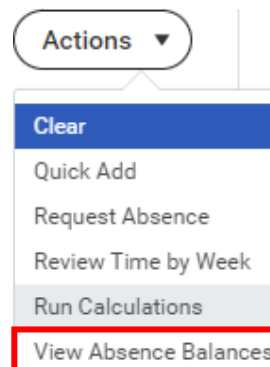 Actions
Clear
Quick Add
Request Absence
Review Time by Week
Run Calculations
View Absence Balances